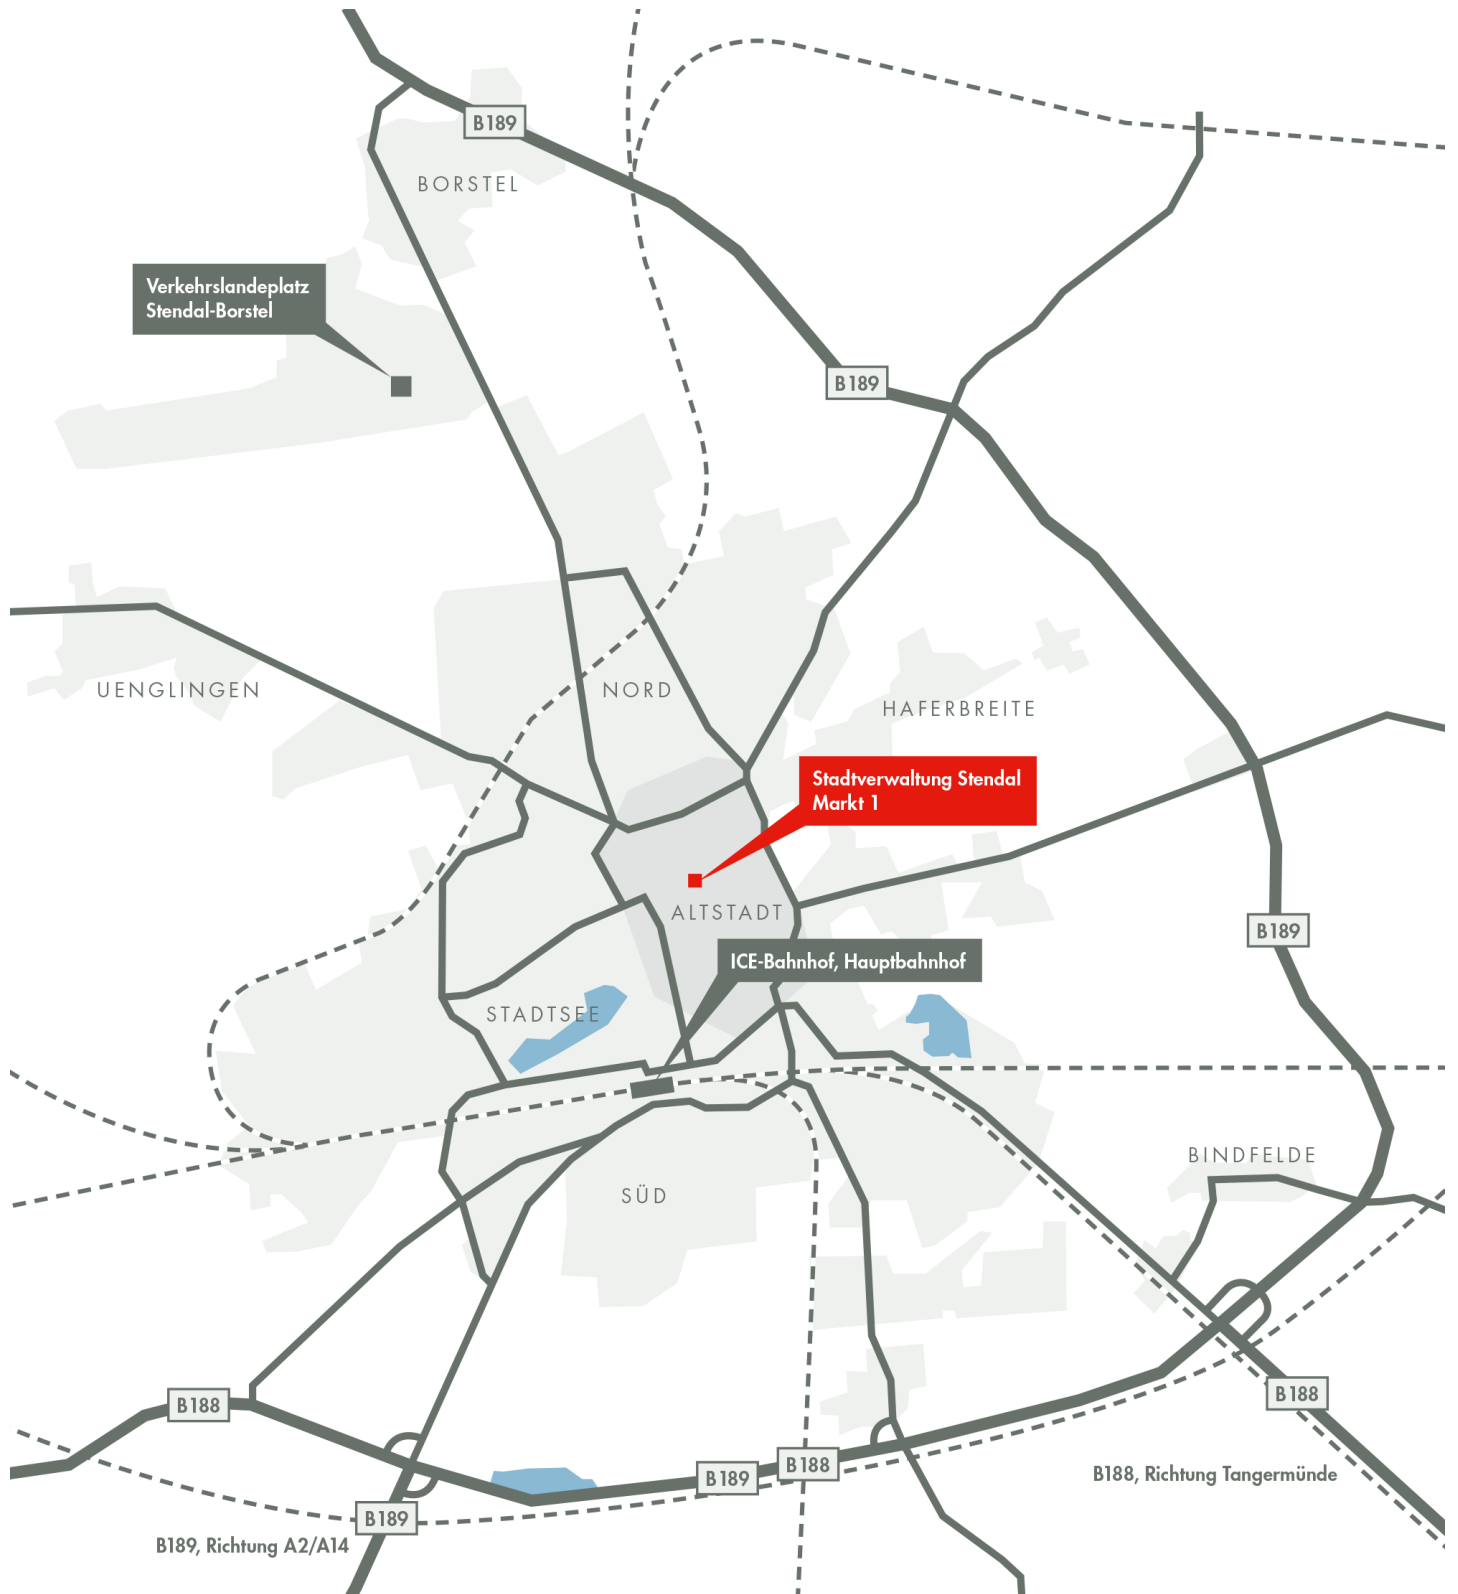 B189
BORSTEL
Verkehrslandeplatz
Stendal-Borstel
B189
UENGLINGEN
NORD
HAFERBREITE
Stadtverwaltung Stendal
Markt 1
ALTSTADT
B189
ICE-Bahnhof, Hauptbahnhof
STADTSEE
BINDFELDE
SÜD
B188
B188
B188
B189
B188, Richtung Tangermünde
B189
B189, Richtung A2/A14